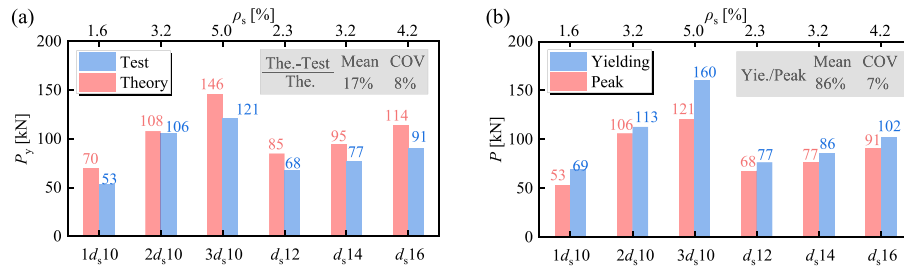 (a)
ρs [%]
1.6 3.2 5.0 2.3 3.2 4.2
Py [kN]
200
150
100
50
0
Test
Theory
The.-Test
The.
Mean COV
17% 8%
70 53
108 106
146 121
85 68
95 77
114 91
1ds10 2ds10 3ds10 ds12 ds14 ds16
(b)
ρs [%]
1.6 3.2 5.0 2.3 3.2 4.2
P [kN]
200
150
100
50
0
Yielding
Peak
Yie./Peak
Mean COV
86% 7%
53 69
106 113
121 160
68 77
77 86
91 102
1ds10 2ds10 3ds10 ds12 ds14 ds16